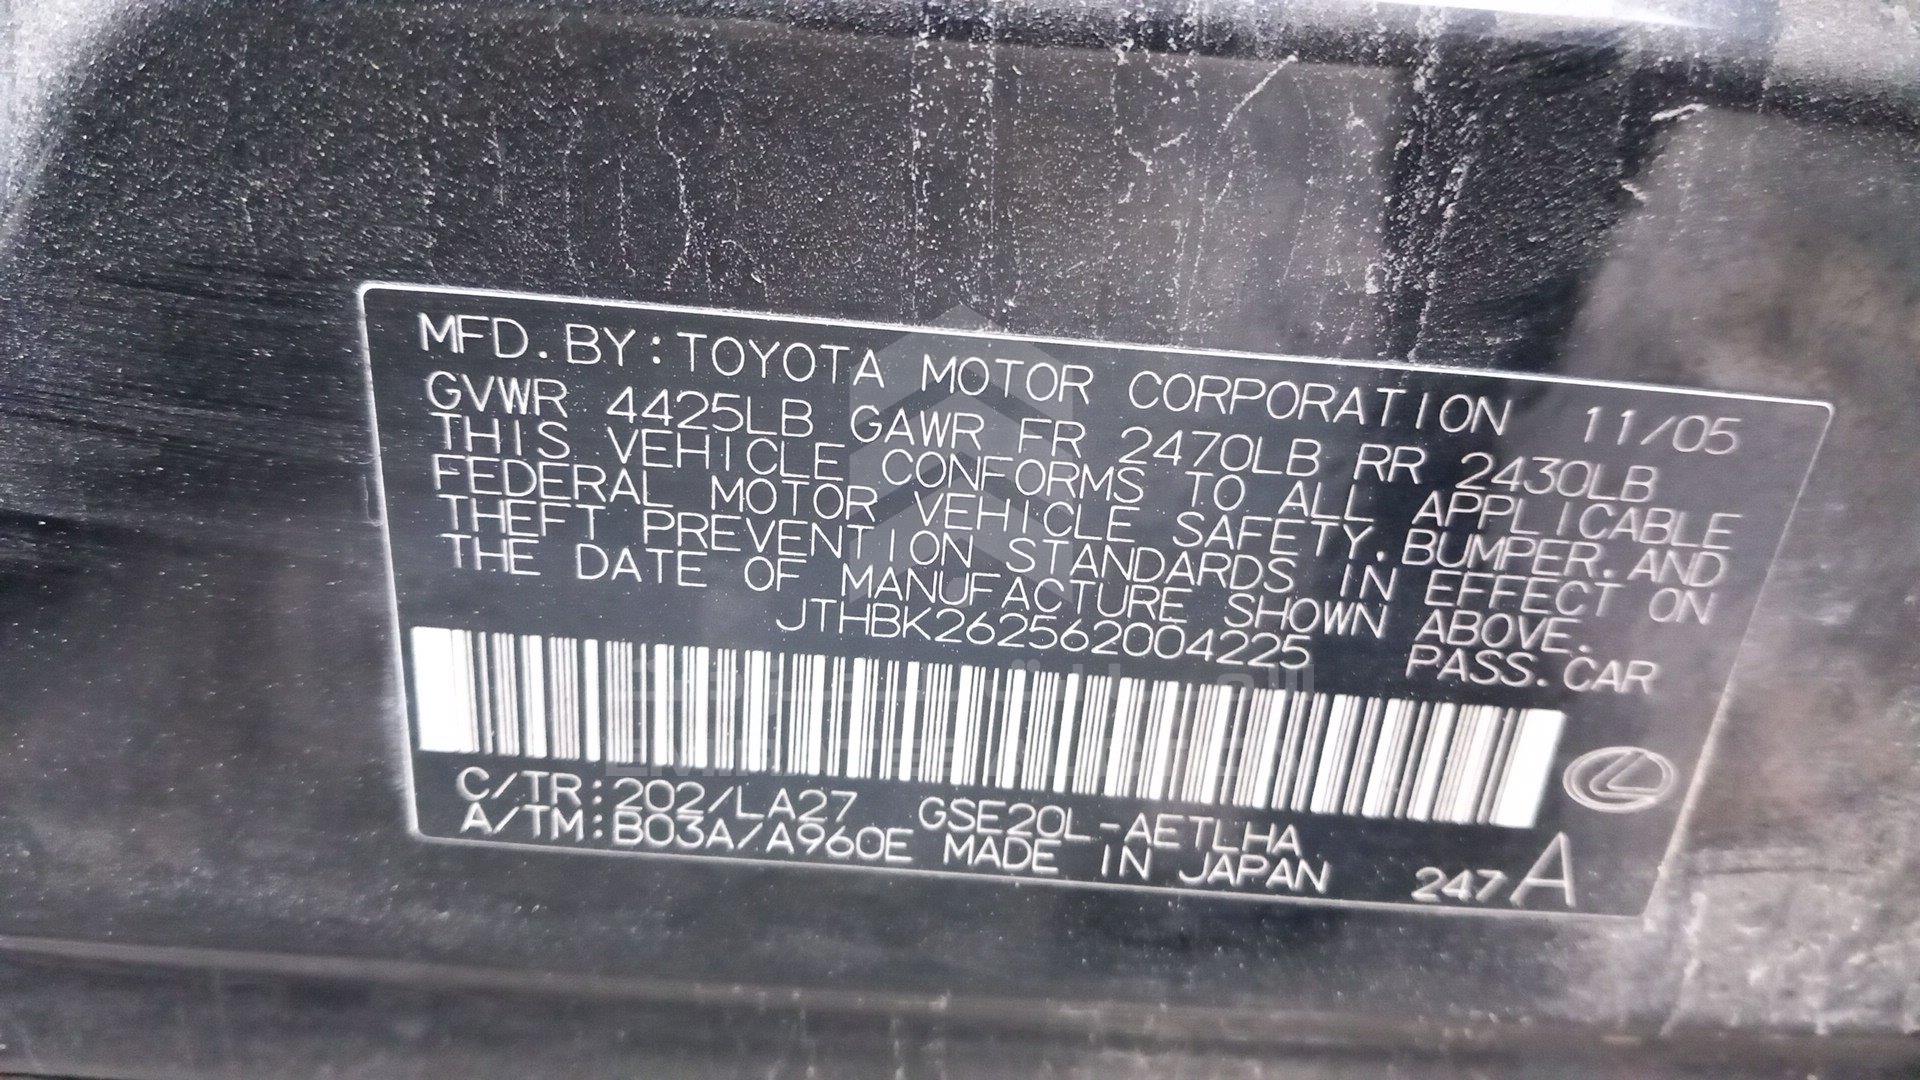 MFD. BY: TOYOTA MOTOR CORPORATION 11/05
GVWR 4425LB GAWR FR 2470LB RR 2430LB
THIS VEHICLE CONFORMS TO ALL APPLICABLE
FEDERAL MOTOR VEHICLE SAFETY, BUMPER, AND
THEFT PREVENTION STANDARDS IN EFFECT ON
THE DATE OF MANUFACTURE SHOWN ABOVE.
JTHBK262562004225 PASS. CAR
C/TR: 202/LA27 GSE20L-AETLHA
A/TM: B03A/A960E MADE IN JAPAN 247A